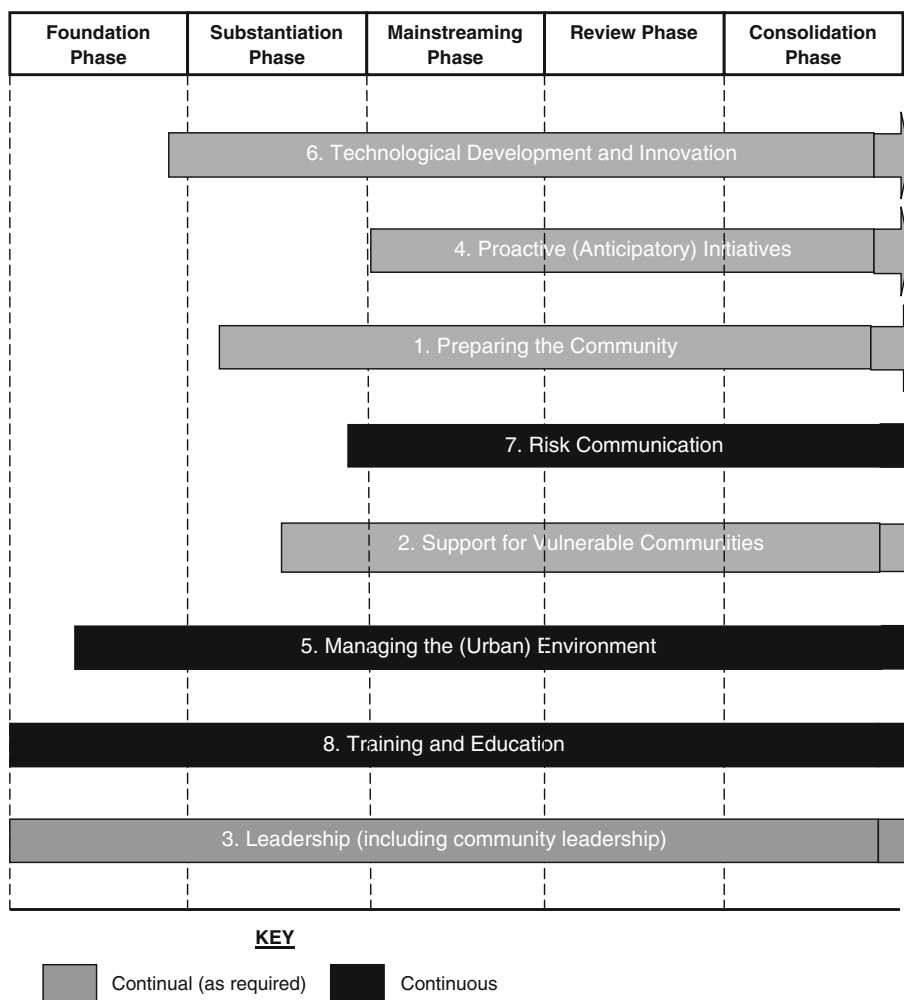 Foundation Phase
Substantiation Phase
Mainstreaming Phase
Review Phase
Consolidation Phase
6. Technological Development and Innovation
4. Proactive (Anticipatory) Initiatives
1. Preparing the Community
7. Risk Communication
2. Support for Vulnerable Communities
5. Managing the (Urban) Environment
8. Training and Education
3. Leadership (including community leadership)
KEY
Continual (as required)
Continuous